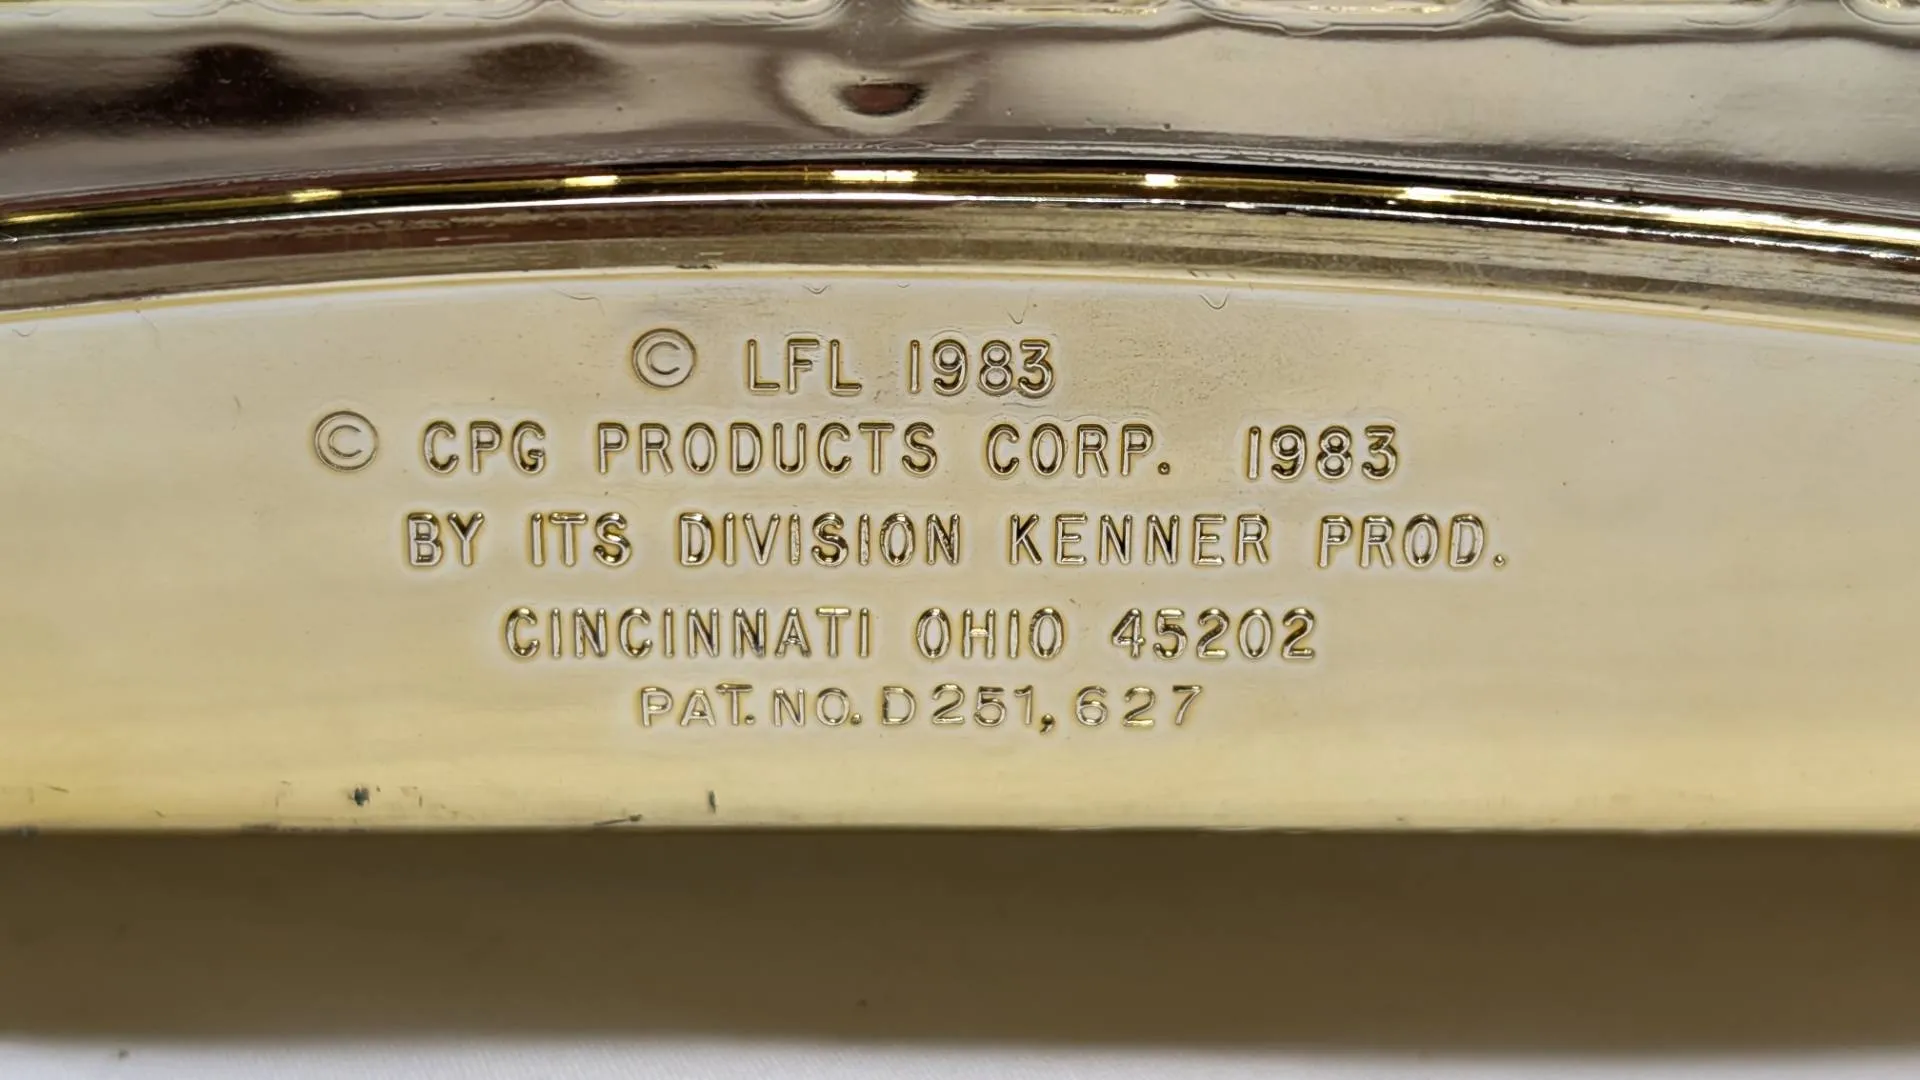 © LFL 1983
© CPG PRODUCTS CORP. 1983
BY ITS DIVISION KENNER PROD.
CINCINNATI OHIO 45202
PAT. NO. D251,627